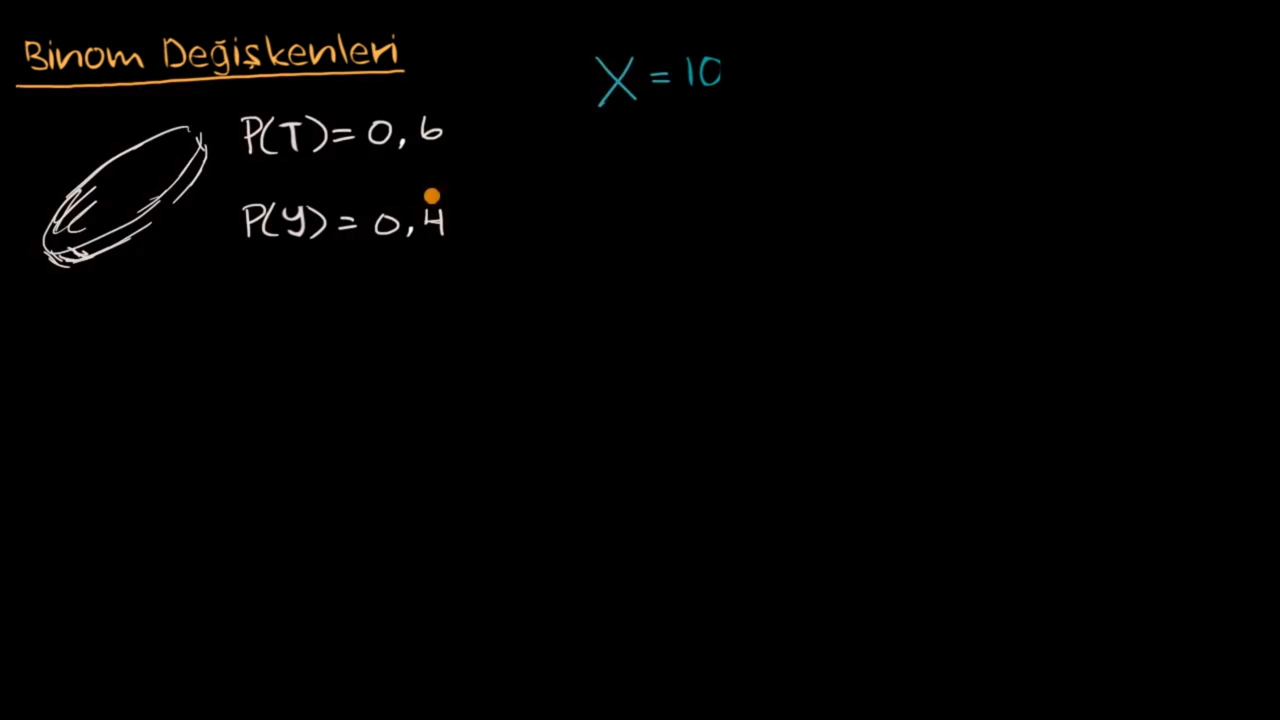 Binom Değişkenleri
X = 10
P(T) = 0,6
P(y) = 0,4